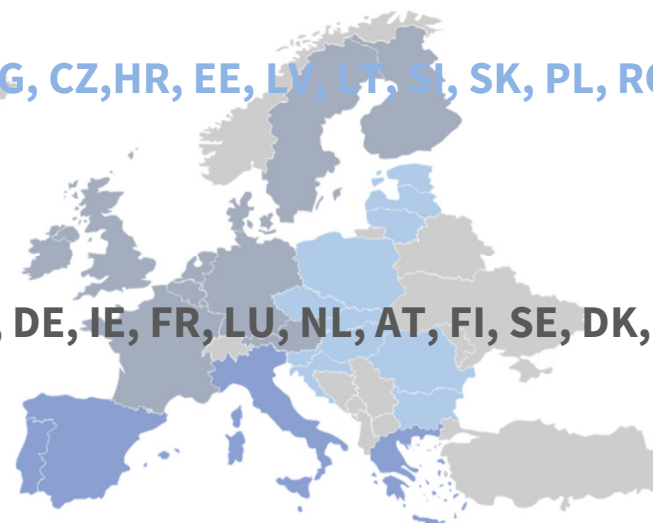 G, CZ,HR, EE, LV, LT, SI, SK, PL, RO
, DE, IE, FR, LU, NL, AT, FI, SE, DK,